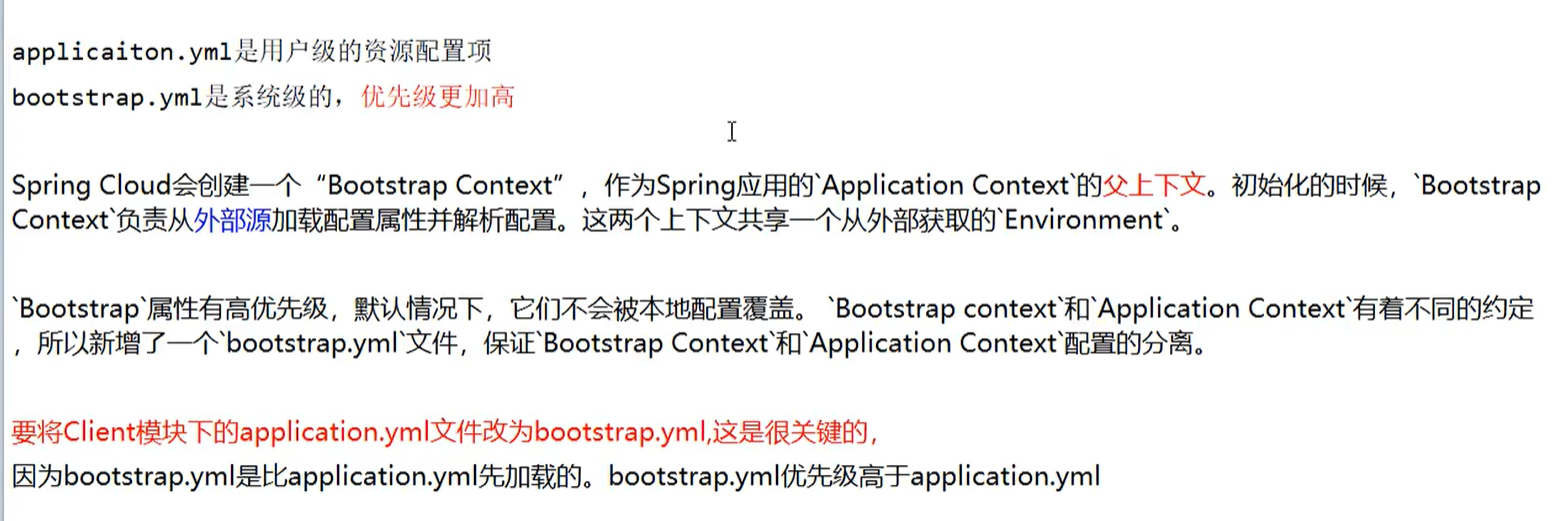 applicaiton.yml是用户级的资源配置项
bootstrap.yml是系统级的，优先级更加高
Spring Cloud会创建一个“Bootstrap Context”，作为Spring应用的`Application Context`的父上下文。初始化的时候，`Bootstrap
Context`负责从外部源加载配置属性并解析配置。这两个上下文共享一个从外部获取的`Environment`。
`Bootstrap`属性有高优先级，默认情况下，它们不会被本地配置覆盖。 `Bootstrap context`和`Application Context`有着不同的约定
，所以新增了一个`bootstrap.yml`文件，保证`Bootstrap Context`和`Application Context`配置的分离。
要将Client模块下的application.yml文件改为bootstrap.yml,这是很关键的，
因为bootstrap.yml是比application.yml先加载的。bootstrap.yml优先级高于application.yml